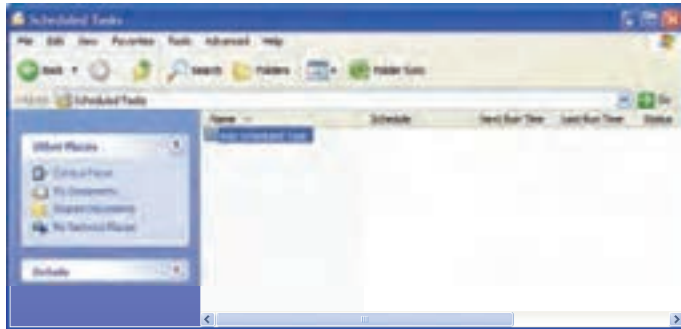 Scheduled Tasks
File Edit View Favorites Tools Advanced Help
Back Search Folders Folder Sync
Scheduled Tasks Go
Name Schedule Next Run Time Last Run Time Status
Add Scheduled Task
Other Places
Control Panel
My Documents
Shared Documents
My Network Places
Details